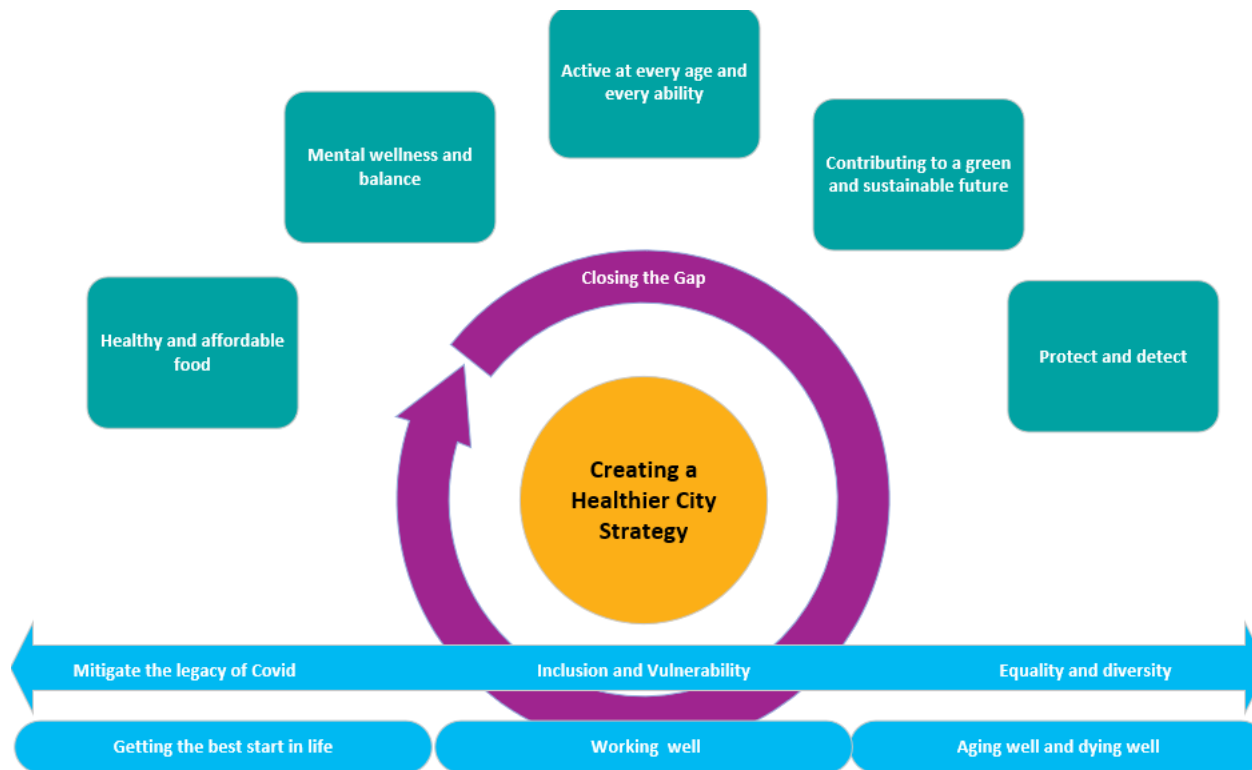 Active at every age and
every ability
Mental wellness and
balance
Contributing to a green
and sustainable future
Healthy and affordable
food
Protect and detect
Closing the Gap
Creating a
Healthier City
Strategy
Mitigate the legacy of Covid
Inclusion and Vulnerability
Equality and diversity
Getting the best start in life
Working well
Aging well and dying well